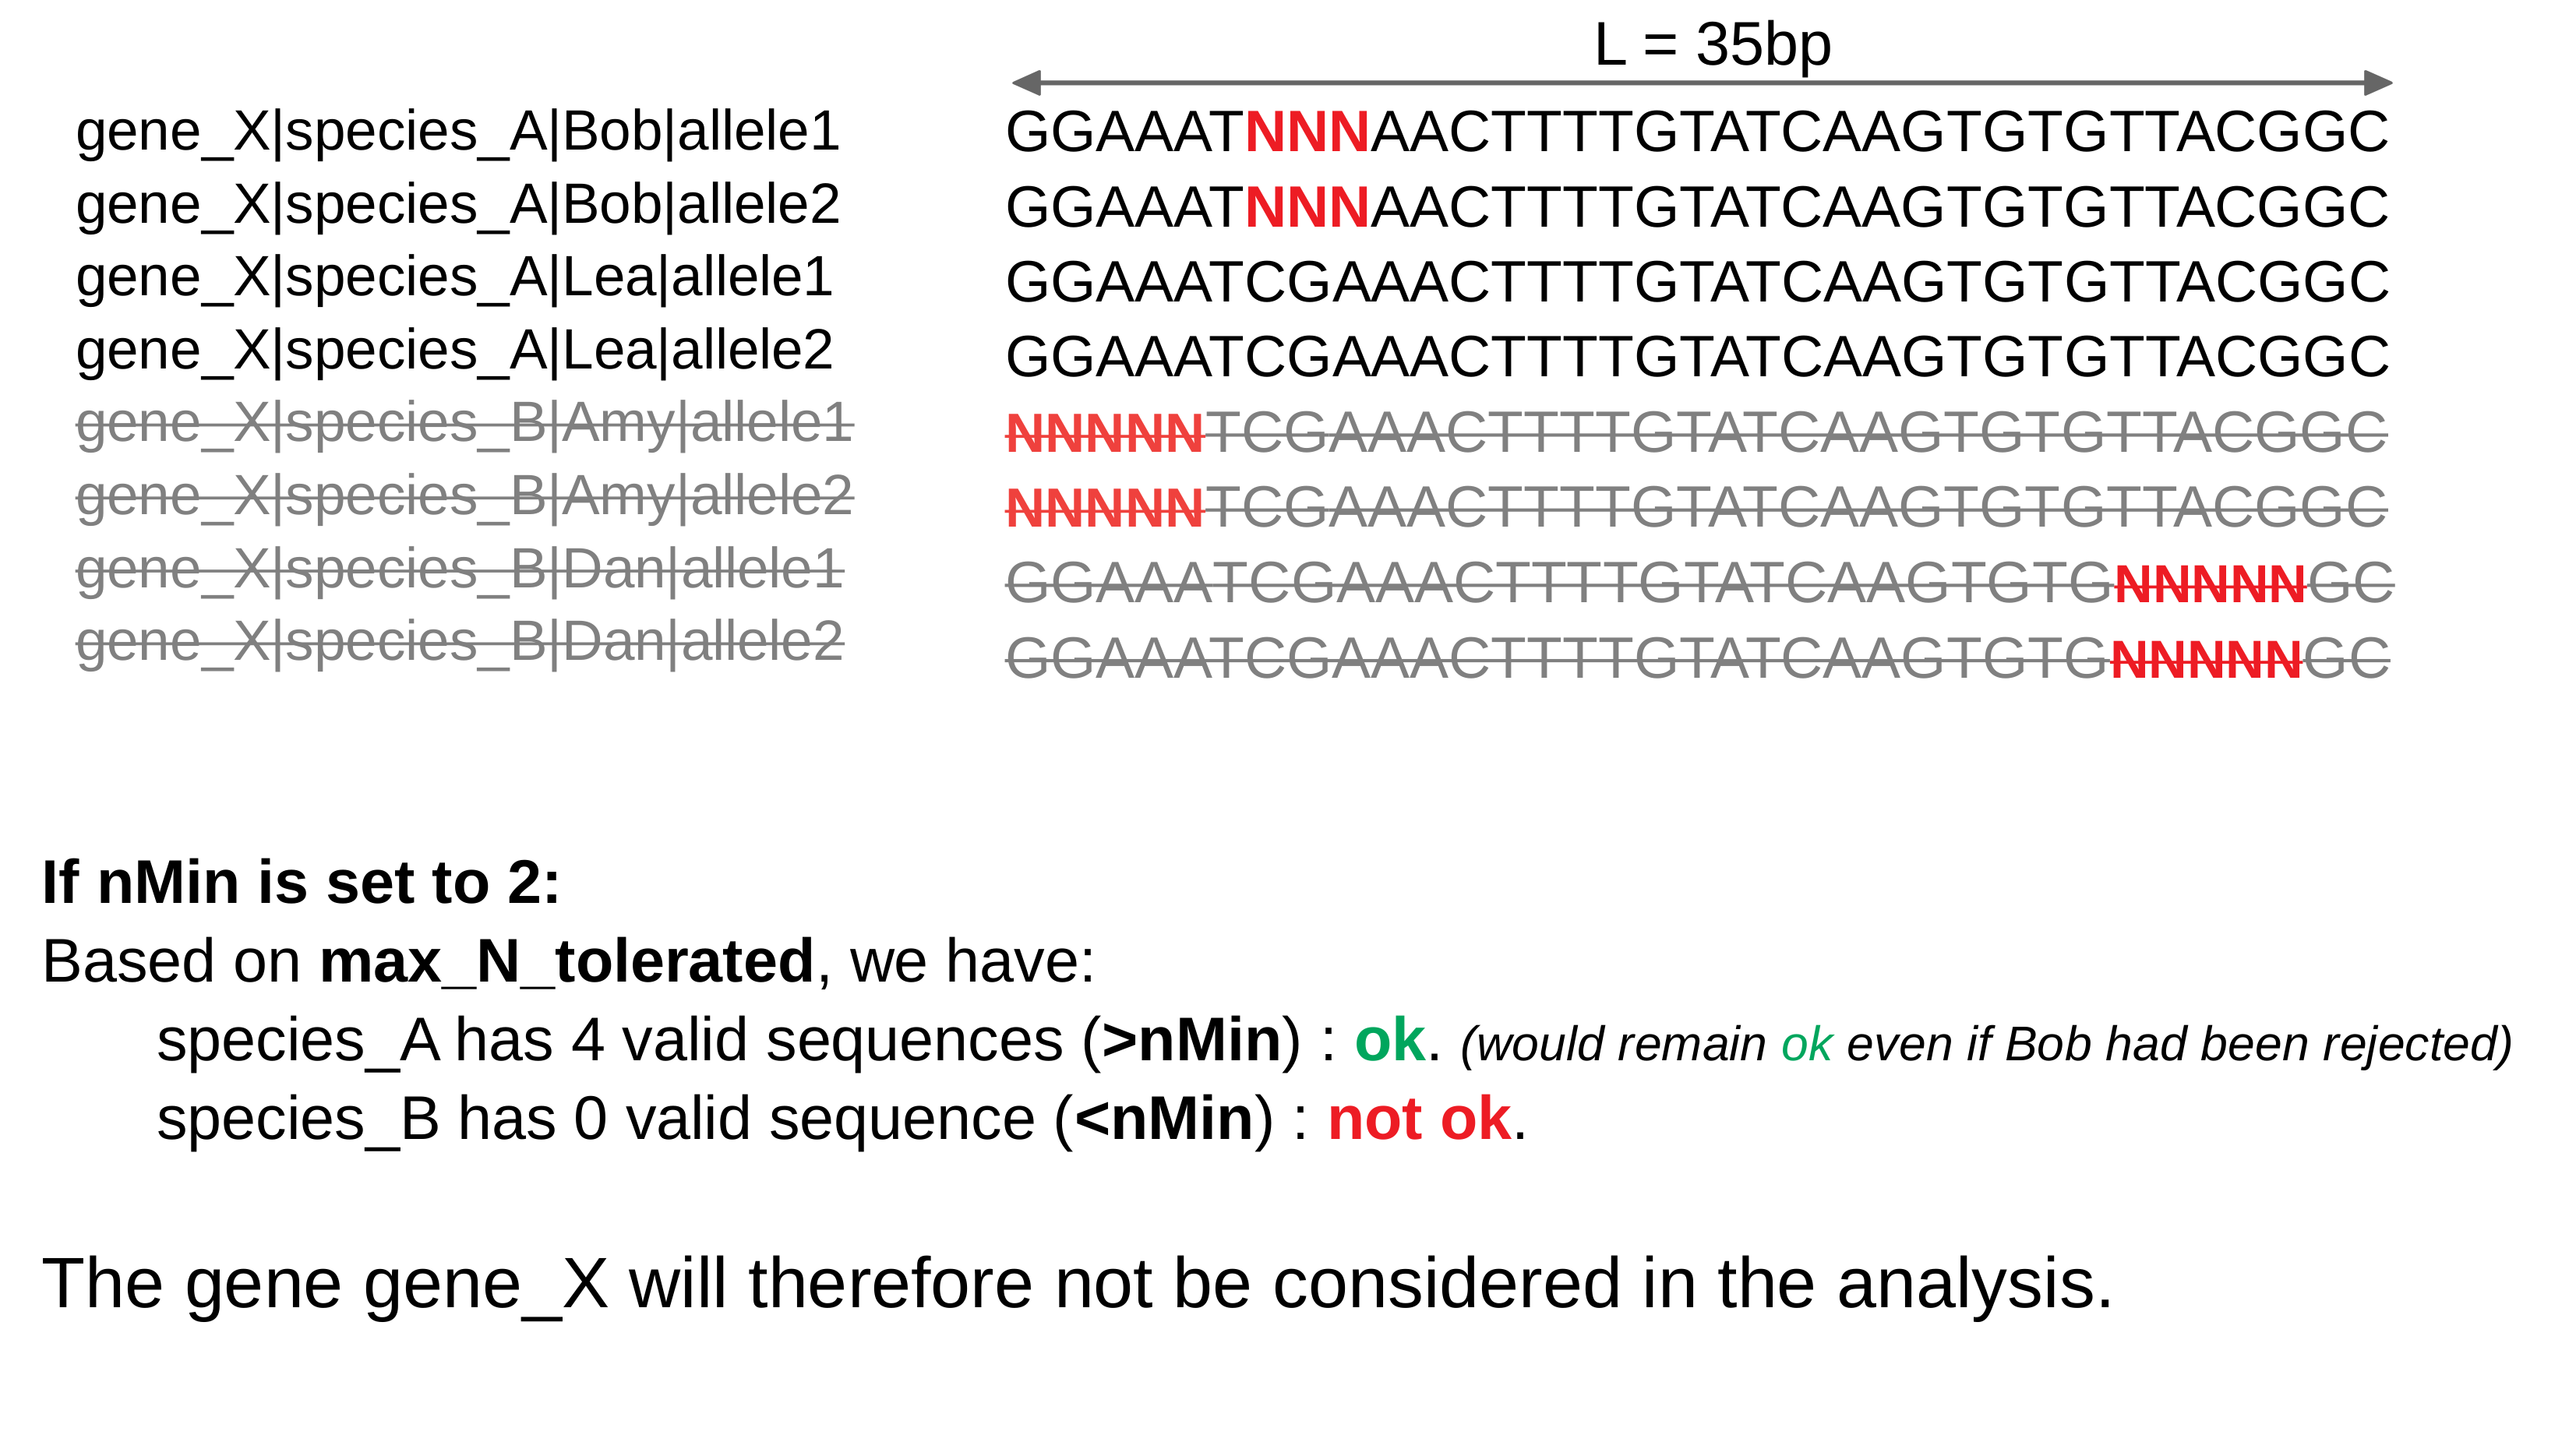 L = 35bp
gene_X|species_A|Bob|allele1 GGAAATNNNAACTTTTGTATCAAGTGTGTTACGGC
gene_X|species_A|Bob|allele2 GGAAATNNNAACTTTTGTATCAAGTGTGTTACGGC
gene_X|species_A|Lea|allele1 GGAAATCGAAACTTTTGTATCAAGTGTGTTACGGC
gene_X|species_A|Lea|allele2 GGAAATCGAAACTTTTGTATCAAGTGTGTTACGGC
gene_X|species_B|Amy|allele1 NNNNNTCGAAACTTTTGTATCAAGTGTGTTACGGC
gene_X|species_B|Amy|allele2 NNNNNTCGAAACTTTTGTATCAAGTGTGTTACGGC
gene_X|species_B|Dan|allele1 GGAAATCGAAACTTTTGTATCAAGTGTGNNNNNGC
gene_X|species_B|Dan|allele2 GGAAATCGAAACTTTTGTATCAAGTGTGNNNNNGC
If nMin is set to 2:
Based on max_N_tolerated, we have:
species_A has 4 valid sequences (>nMin) : ok. (would remain ok even if Bob had been rejected)
species_B has 0 valid sequence (<nMin) : not ok.
The gene gene_X will therefore not be considered in the analysis.